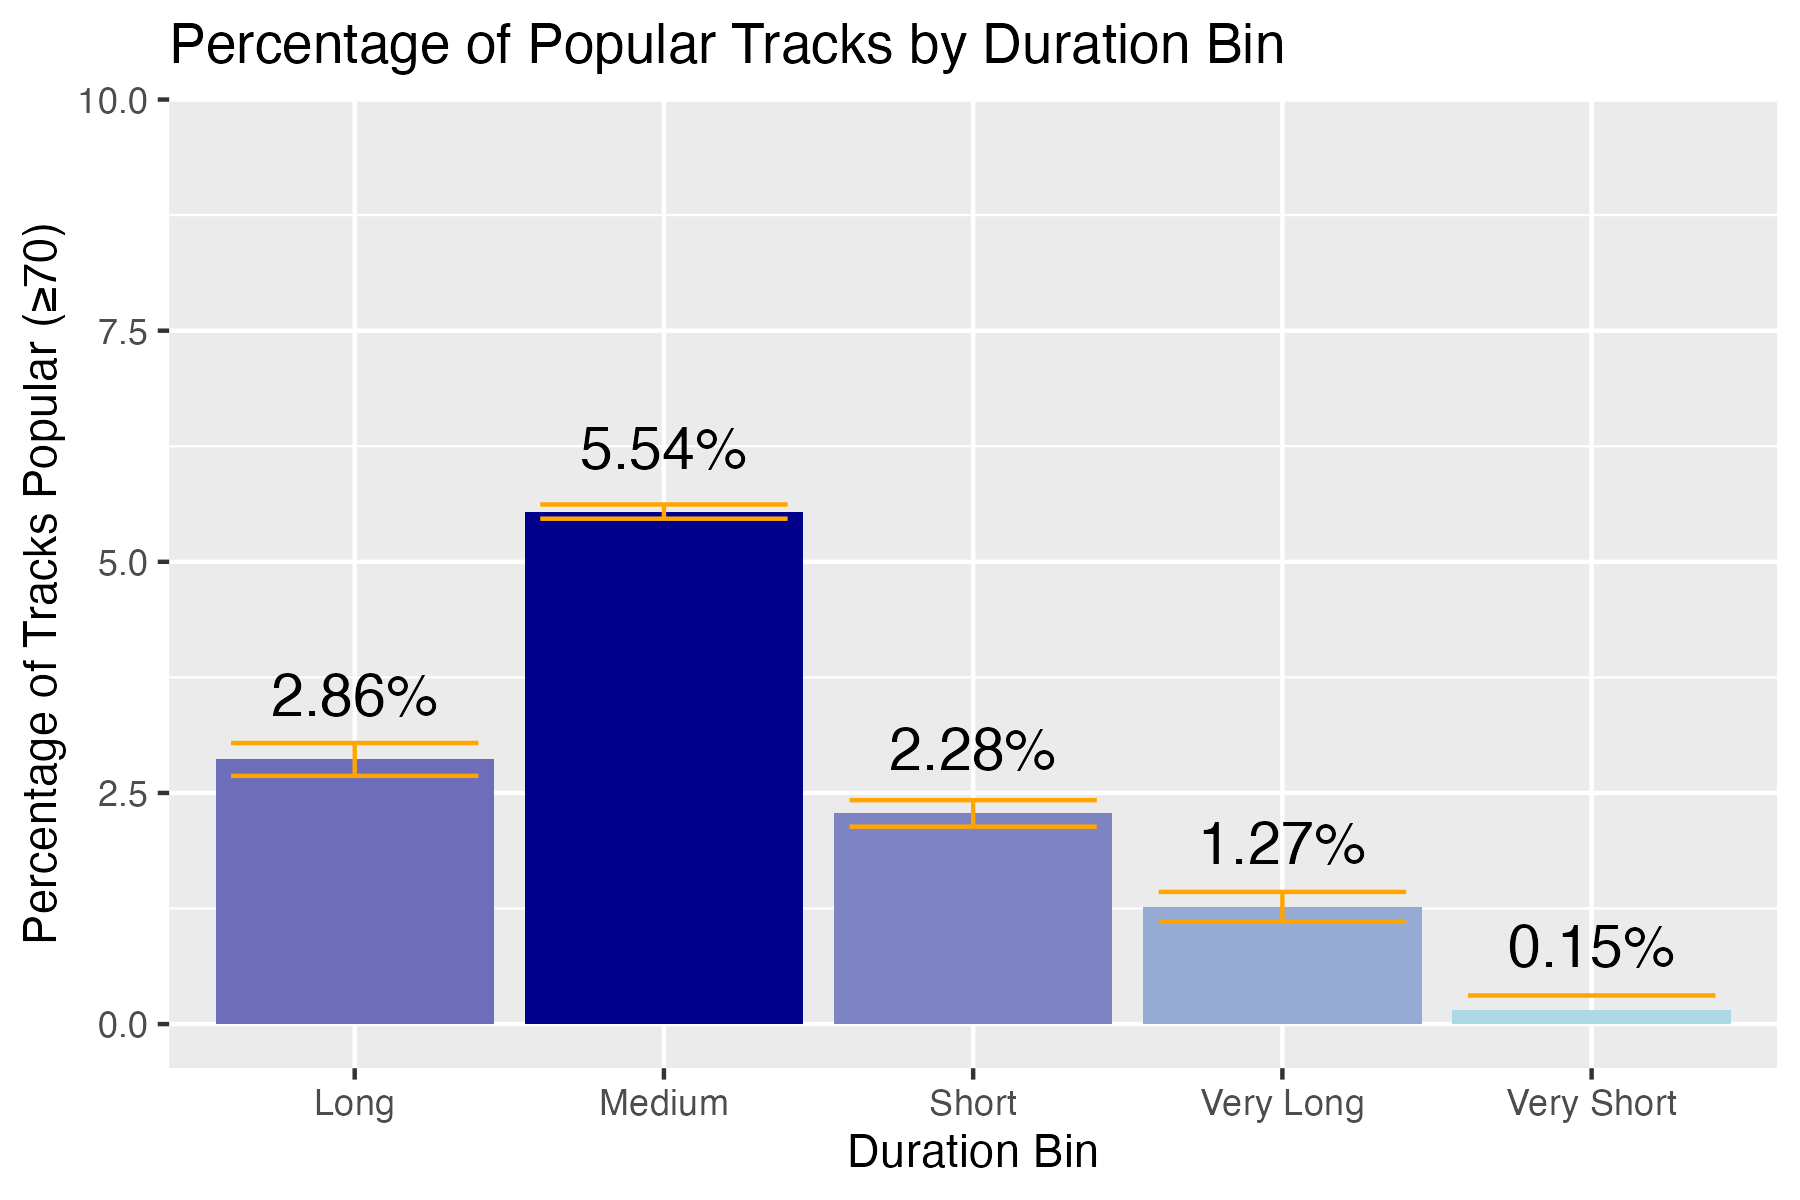 Percentage of Popular Tracks by Duration Bin
Percentage of Tracks Popular (≥70)
10.0
7.5
5.0
2.5
0.0
2.86%
5.54%
2.28%
1.27%
0.15%
Long
Medium
Short
Very Long
Very Short
Duration Bin